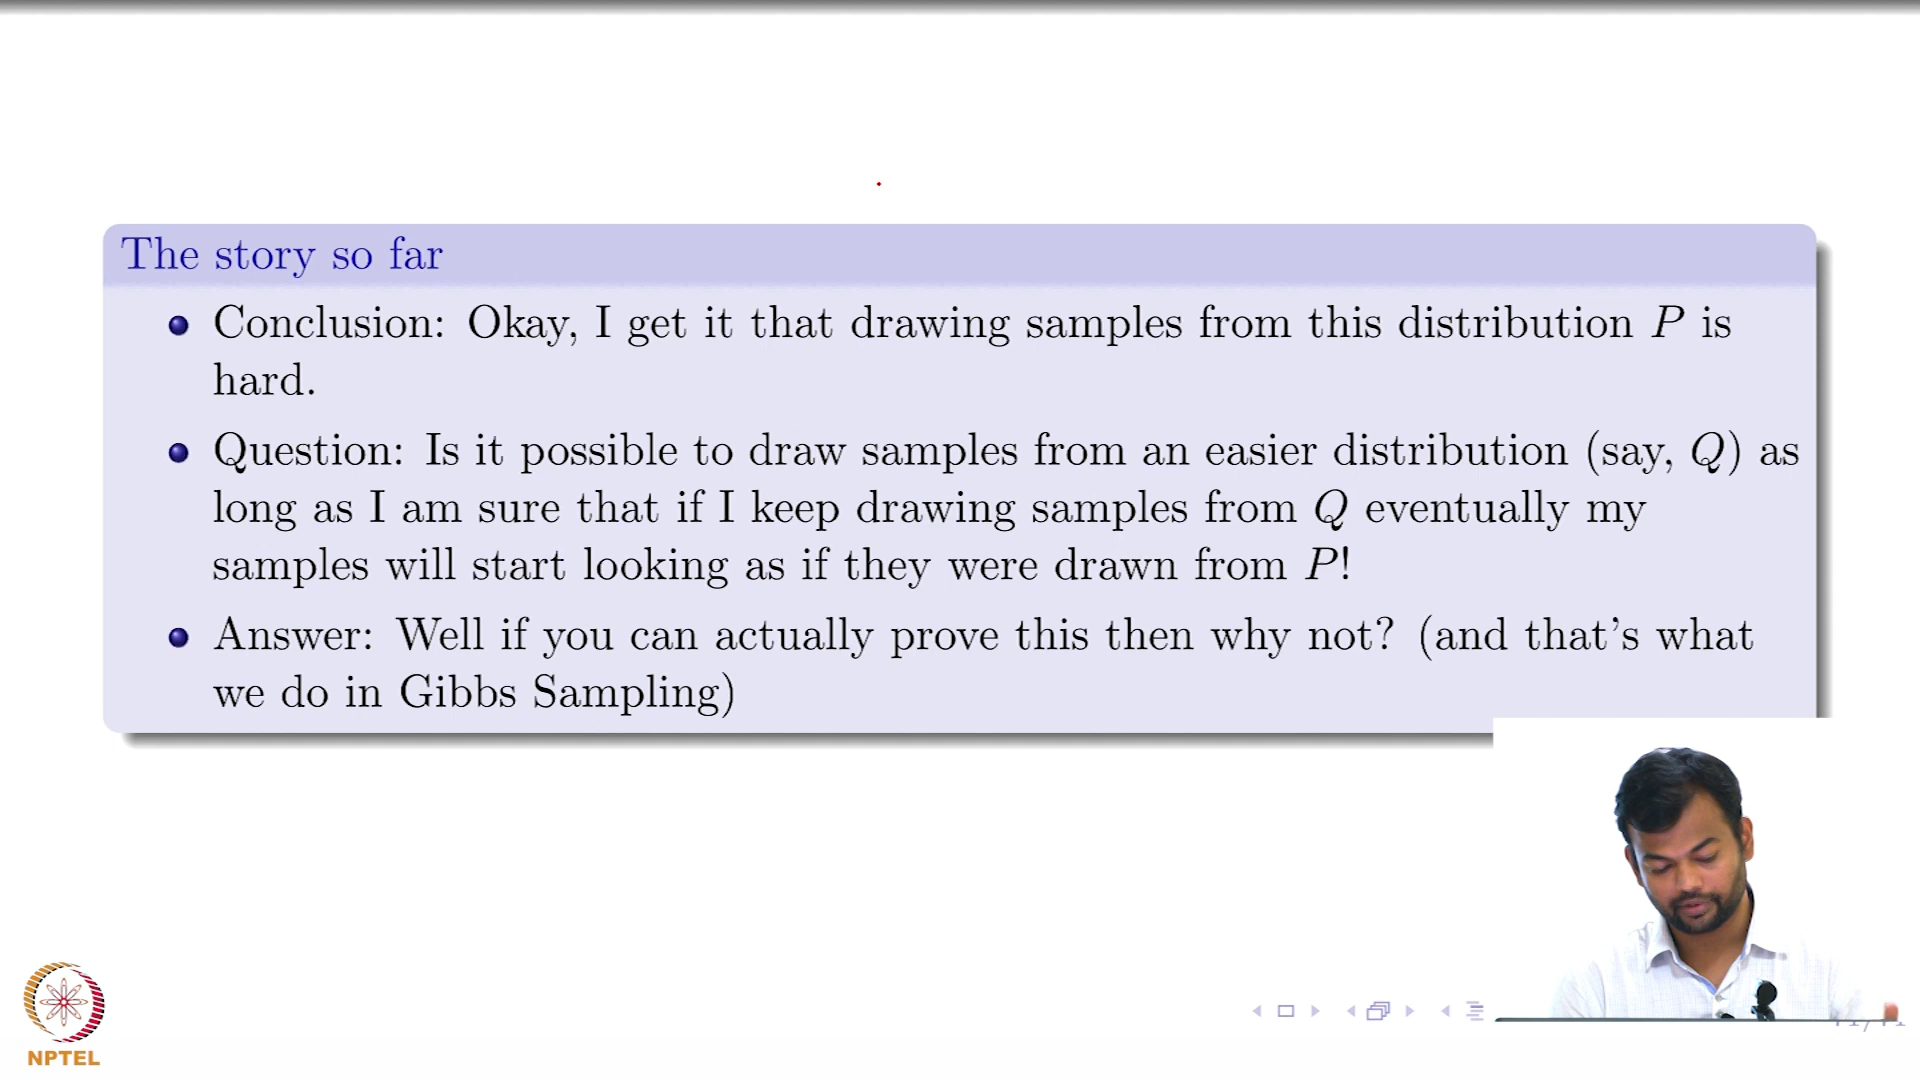 The story so far
Conclusion: Okay, I get it that drawing samples from this distribution P is
hard.
Question: Is it possible to draw samples from an easier distribution (say, Q) as
long as I am sure that if I keep drawing samples from Q eventually my
samples will start looking as if they were drawn from P!
Answer: Well if you can actually prove this then why not? (and that's what
we do in Gibbs Sampling)
NPTEL